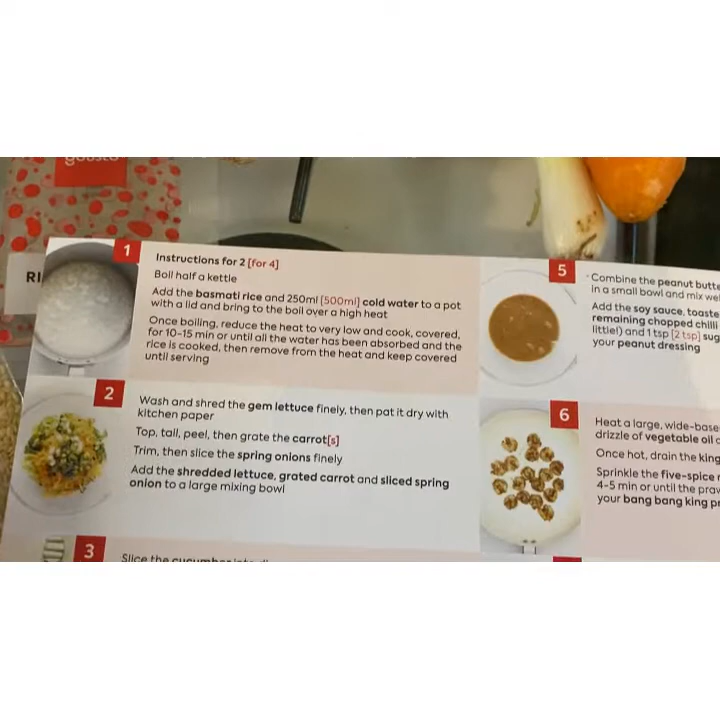 gousto
RI
1
Instructions for 2 [for 4]
Boil half a kettle
Add the basmati rice and 250ml [500ml] cold water to a pot
with a lid and bring to the boil over a high heat
Once boiling, reduce the heat to very low and cook, covered,
for 10-15 min or until all the water has been absorbed and the
rice is cooked, then remove from the heat and keep covered
until serving
2
Wash and shred the gem lettuce finely, then pat it dry with
kitchen paper
Top, tail, peel, then grate the carrot[s]
Trim, then slice the spring onions finely
Add the shredded lettuce, grated carrot and sliced spring
onion to a large mixing bowl
3
Slice the cucumber into
5
Combine the peanut butte
in a small bowl and mix wel
Add the soy sauce, toaste
remaining chopped chilli
little!) and 1 tsp [2 tsp] sug
your peanut dressing
6
Heat a large, wide-base
drizzle of vegetable oil
Once hot, drain the king
Sprinkle the five-spice
4-5 min or until the praw
your bang bang king pr